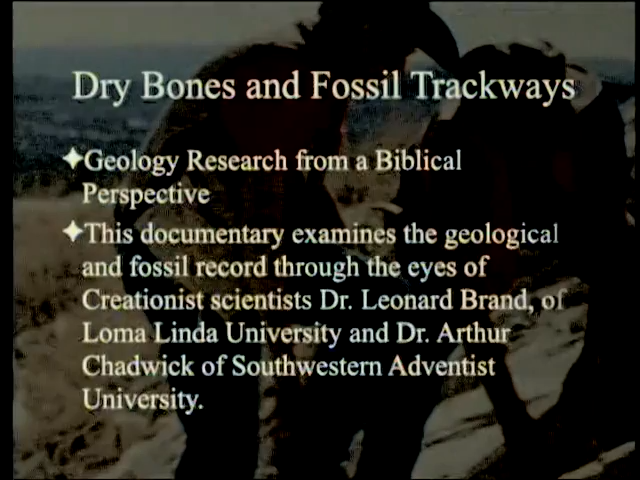 Dry Bones and Fossil Trackways
✦Geology Research from a Biblical
Perspective
✦This documentary examines the geological
and fossil record through the eyes of
Creationist scientists Dr. Leonard Brand, of
Loma Linda University and Dr. Arthur
Chadwick of Southwestern Adventist
University.